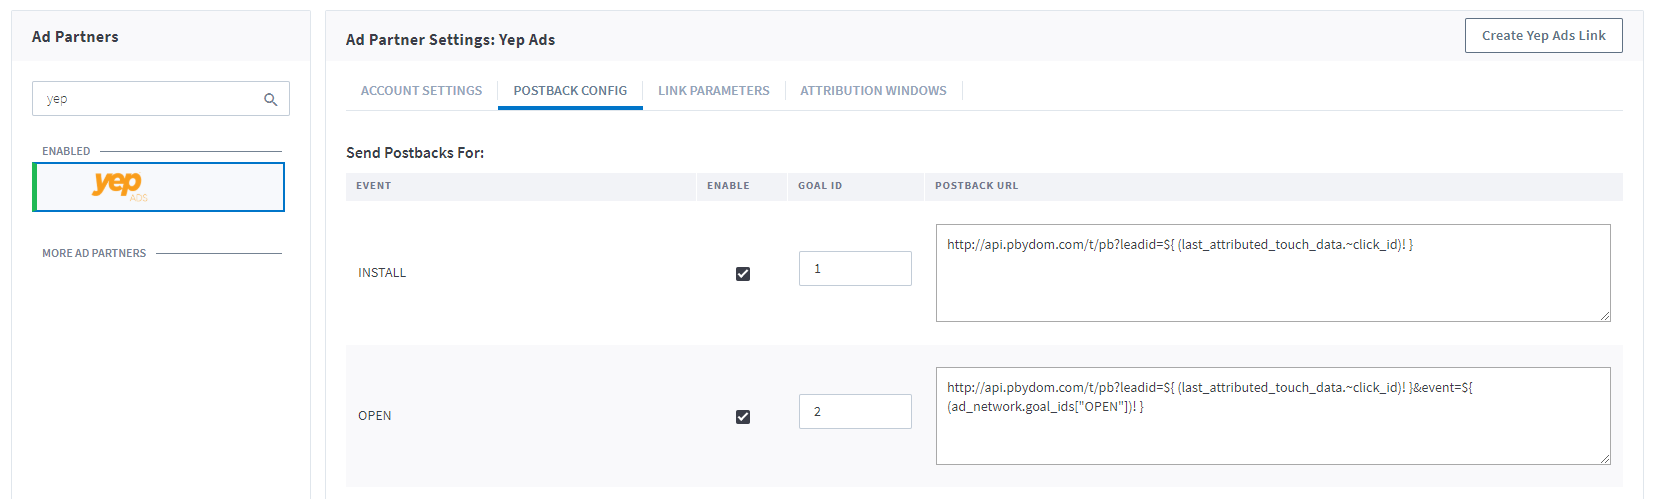 Ad Partners
yep
ENABLED
yep
ADS
MORE AD PARTNERS
Ad Partner Settings: Yep Ads
Create Yep Ads Link
ACCOUNT SETTINGS
POSTBACK CONFIG
LINK PARAMETERS
ATTRIBUTION WINDOWS
Send Postbacks For:
EVENT
ENABLE
GOAL ID
POSTBACK URL
INSTALL
1
http://api.pbydom.com/t/pb?leadid=${ (last_attributed_touch_data.~click_id)! }
OPEN
2
http://api.pbydom.com/t/pb?leadid=${ (last_attributed_touch_data.~click_id)! }&event=${
(ad_network.goal_ids["OPEN"])! }